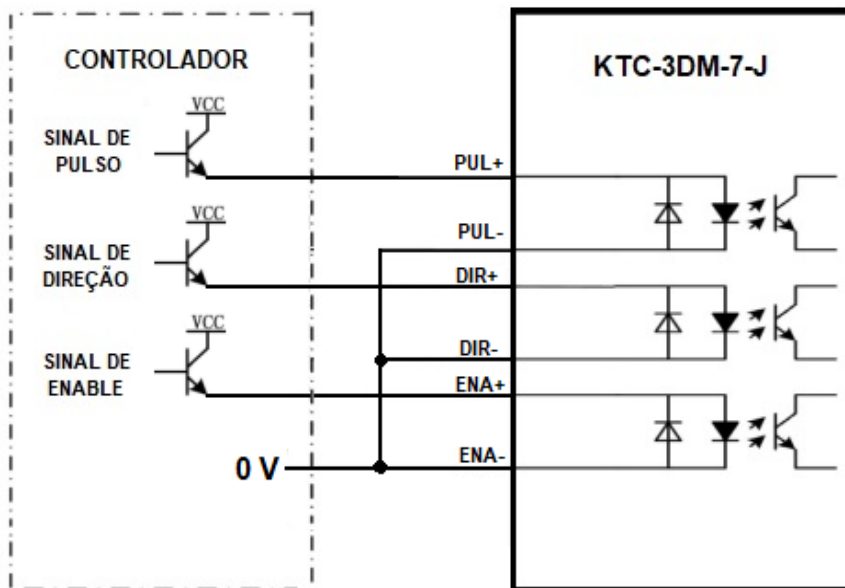 CONTROLADOR
KTC-3DM-7-J
VCC
SINAL DE
PULSO
PUL+
VCC
PUL-
SINAL DE
DIREÇÃO
DIR+
VCC
DIR-
SINAL DE
ENABLE
ENA+
0 V
ENA-